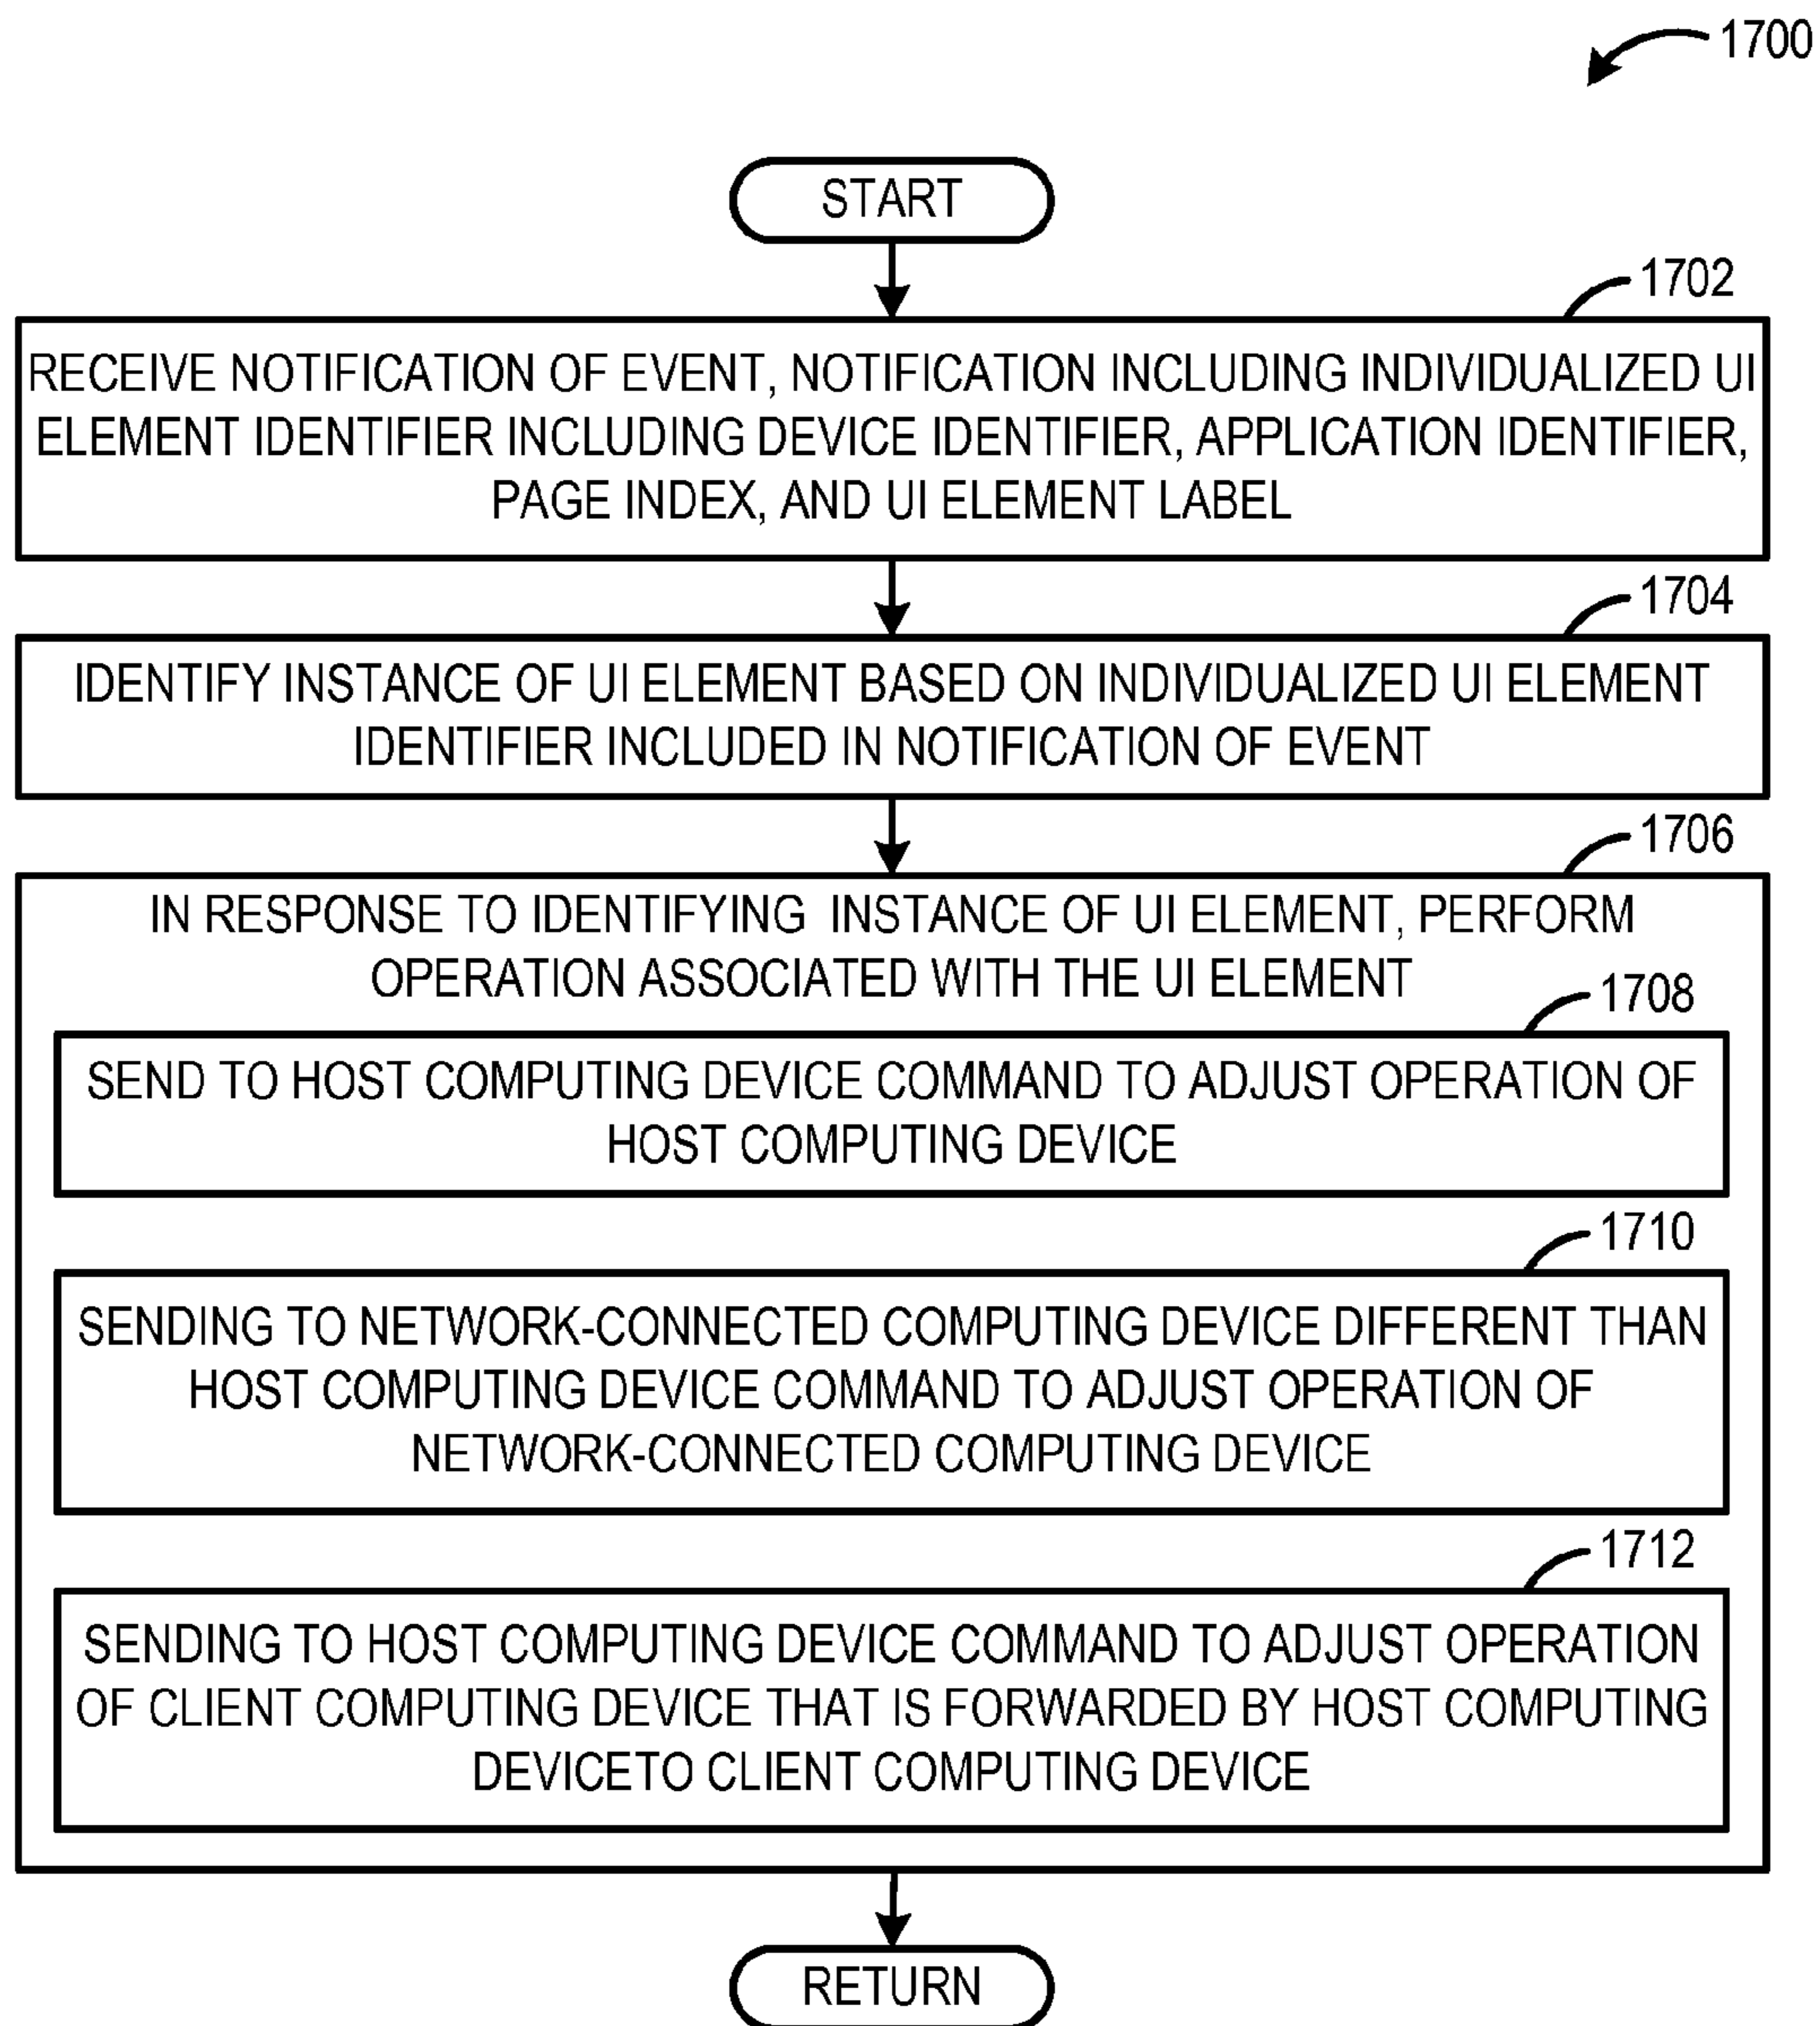 1700
START
1702
RECEIVE NOTIFICATION OF EVENT, NOTIFICATION INCLUDING INDIVIDUALIZED UI
ELEMENT IDENTIFIER INCLUDING DEVICE IDENTIFIER, APPLICATION IDENTIFIER,
PAGE INDEX, AND UI ELEMENT LABEL
1704
IDENTIFY INSTANCE OF UI ELEMENT BASED ON INDIVIDUALIZED UI ELEMENT
IDENTIFIER INCLUDED IN NOTIFICATION OF EVENT
1706
IN RESPONSE TO IDENTIFYING INSTANCE OF UI ELEMENT, PERFORM
OPERATION ASSOCIATED WITH THE UI ELEMENT
1708
SEND TO HOST COMPUTING DEVICE COMMAND TO ADJUST OPERATION OF
HOST COMPUTING DEVICE
1710
SENDING TO NETWORK-CONNECTED COMPUTING DEVICE DIFFERENT THAN
HOST COMPUTING DEVICE COMMAND TO ADJUST OPERATION OF
NETWORK-CONNECTED COMPUTING DEVICE
1712
SENDING TO HOST COMPUTING DEVICE COMMAND TO ADJUST OPERATION
OF CLIENT COMPUTING DEVICE THAT IS FORWARDED BY HOST COMPUTING
DEVICETO CLIENT COMPUTING DEVICE
RETURN